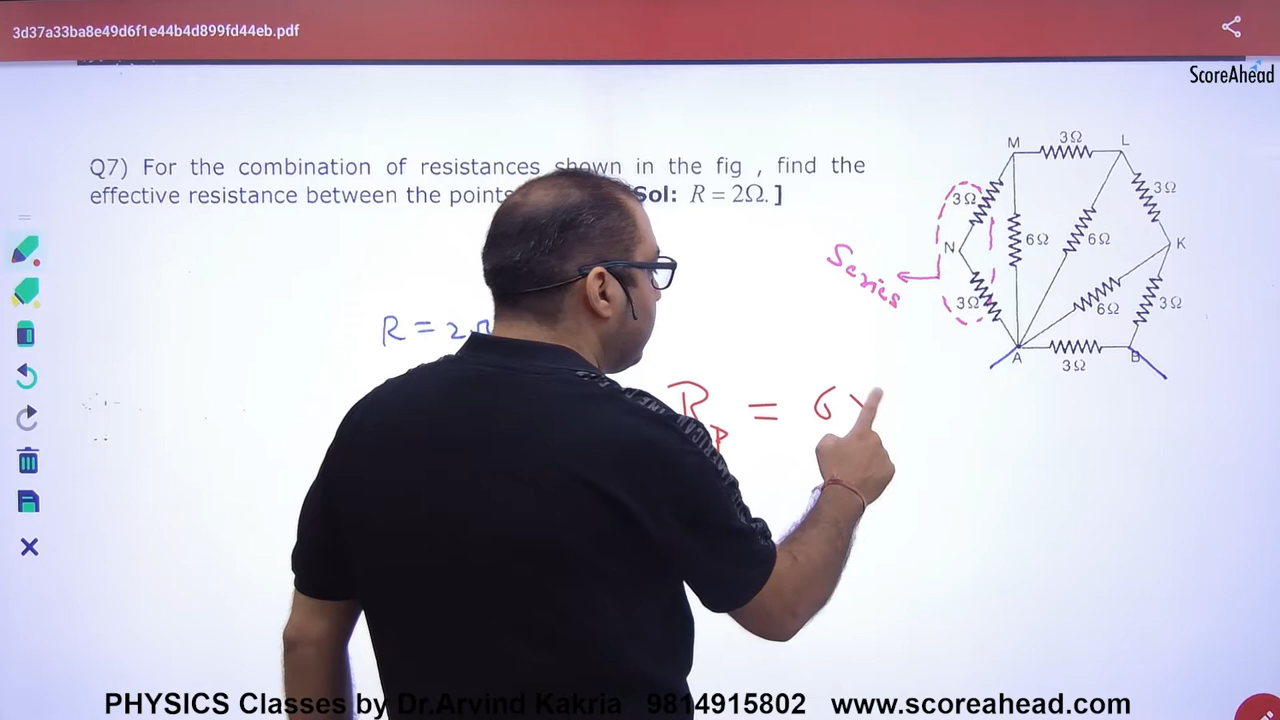 3d37a33ba8e49d6f1e44b4d899fd44eb.pdf
ScoreAhead
Q7) For the combination of resistances shown in the fig , find the
effective resistance between the points Sol: R = 2Ω. ]
M 3Ω L
3Ω 3Ω
N 6Ω 6Ω K
Series
3Ω 6Ω 3Ω
A 3Ω B
R = 2
R_P = 6
PHYSICS Classes by Dr.Arvind Kakria 9814915802 www.scoreahead.com